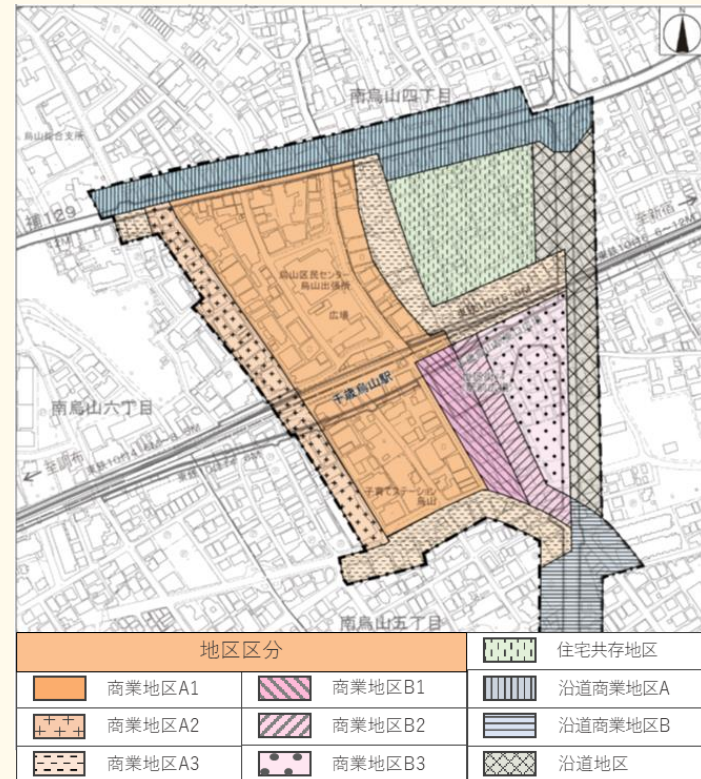 N
南烏山四丁目
烏山総合支所
補129
至新宿
烏山区民センター
烏山出張所
広場
千歳烏山駅
南烏山六丁目
至調布
子育てステーション
烏山
南烏山五丁目
地区区分
住宅共存地区
商業地区A1
商業地区B1
沿道商業地区A
商業地区A2
商業地区B2
沿道商業地区B
商業地区A3
商業地区B3
沿道地区